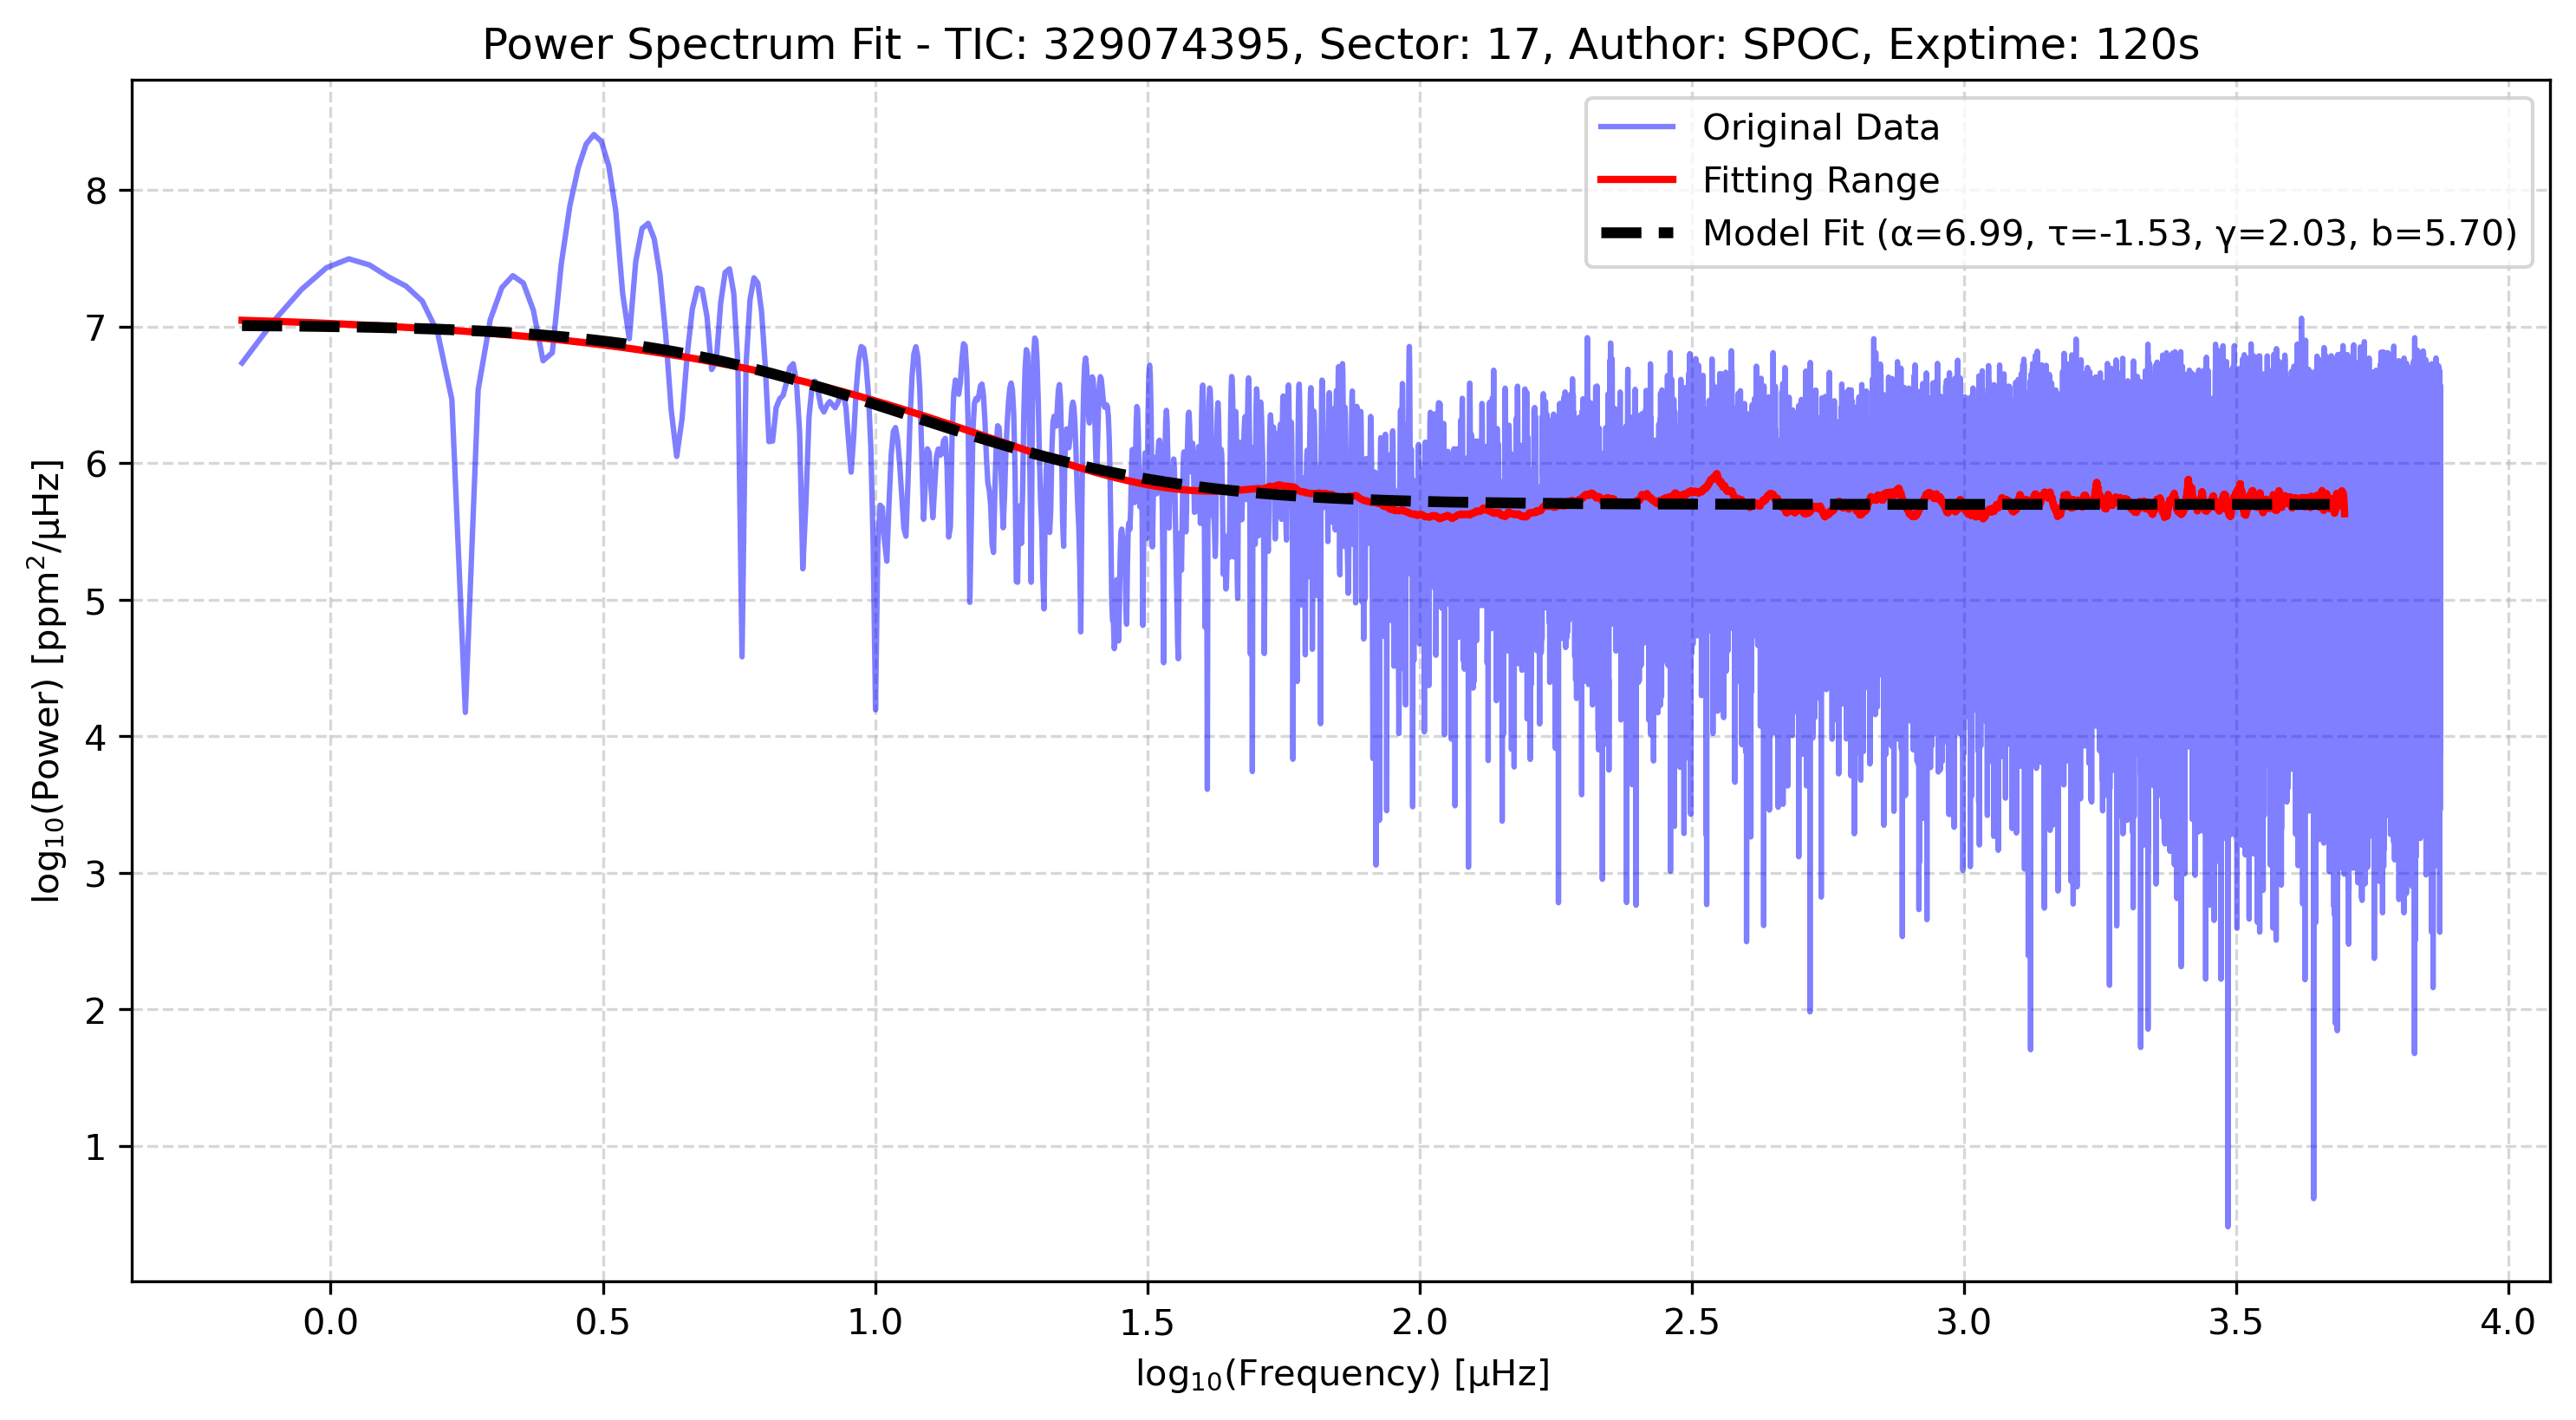 Power Spectrum Fit - TIC: 329074395, Sector: 17, Author: SPOC, Exptime: 120s
Original Data
Fitting Range
Model Fit (α=6.99, τ=-1.53, γ=2.03, b=5.70)
log₁₀(Power) [ppm²/μHz]
8
7
6
5
4
3
2
1
0.0 0.5 1.0 1.5 2.0 2.5 3.0 3.5 4.0
log₁₀(Frequency) [μHz]